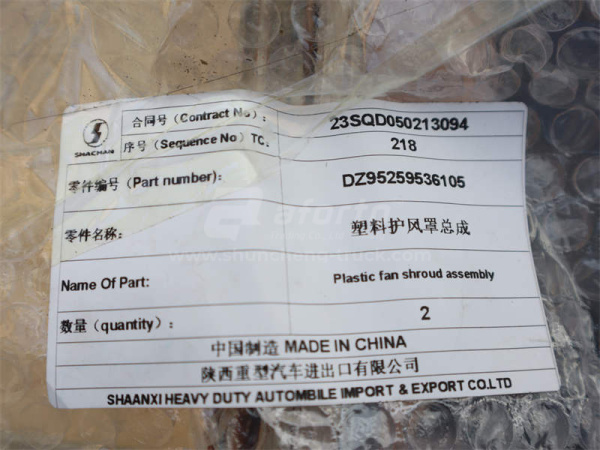 SHACMAN
合同号（Contract No）： 23SQD050213094
序号（Sequence No）TC： 218
零件编号（Part number）： DZ95259536105
零件名称： 塑料护风罩总成
Name Of Part: Plastic fan shroud assembly
数量（quantity）： 2
中国制造 MADE IN CHINA
陕西重型汽车进出口有限公司
SHAANXI HEAVY DUTY AUTOMBILE IMPORT & EXPORT CO.LTD